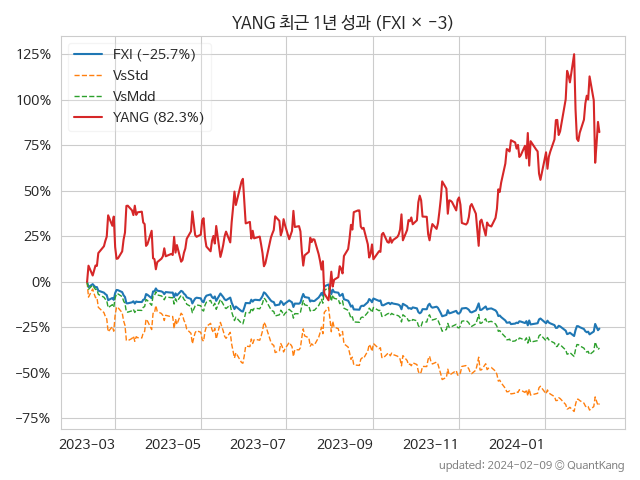 YANG 최근 1년 성과 (FXI × -3)
FXI (-25.7%)
VsStd
VsMdd
YANG (82.3%)
125%
100%
75%
50%
25%
0%
-25%
-50%
-75%
2023-03 2023-05 2023-07 2023-09 2023-11 2024-01
updated: 2024-02-09 © QuantKang